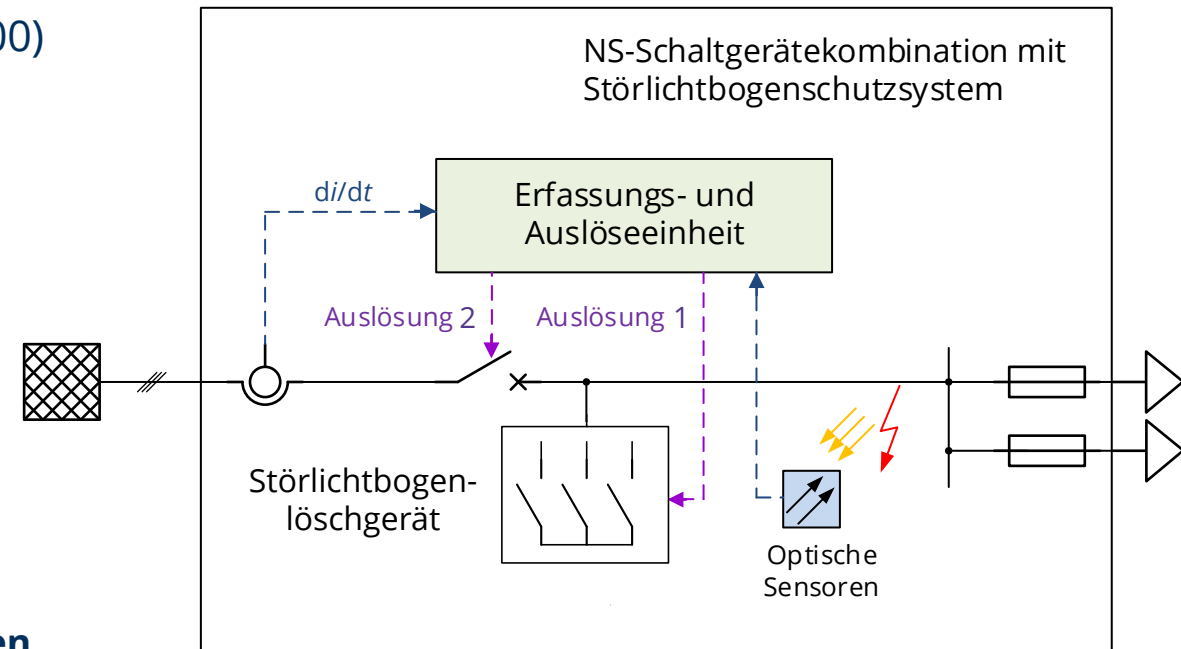 00)
NS-Schaltgerätekombination mit
Störlichtbogenschutzsystem
di/dt
Erfassungs- und
Auslöseeinheit
Auslösung 2
Auslösung 1
Störlichtbogen-
löschgerät
Optische
Sensoren
en